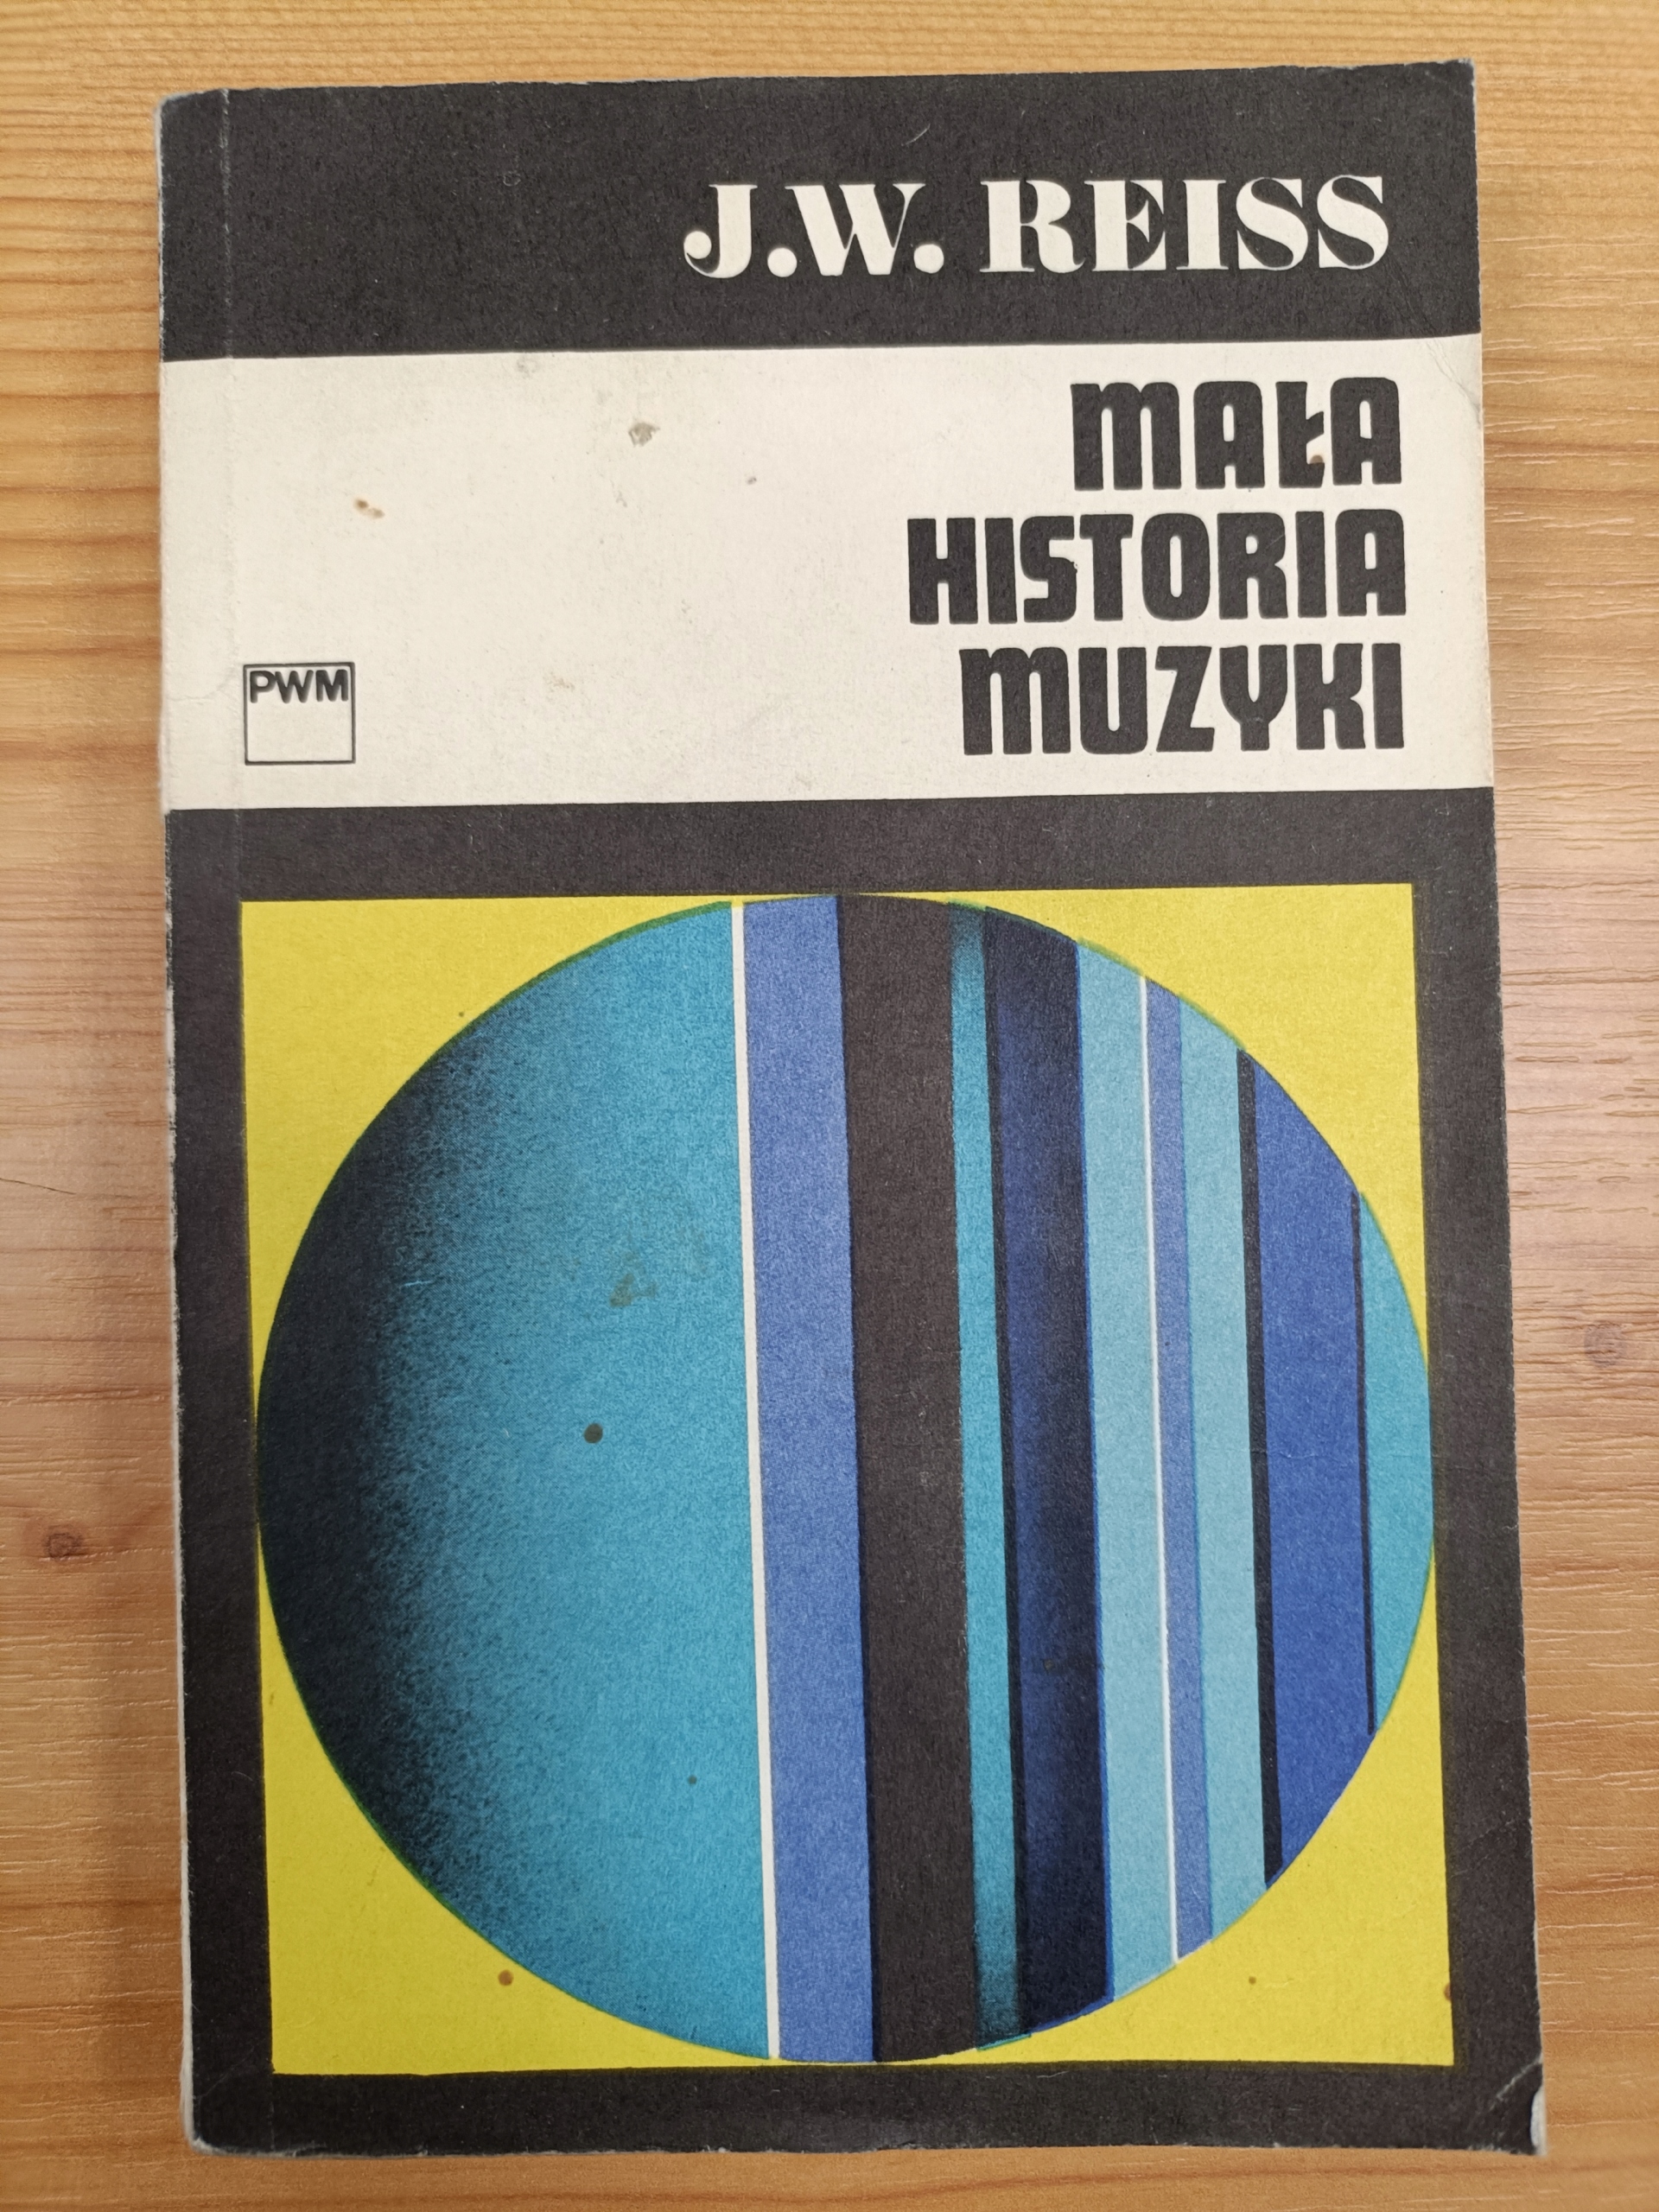 J.W. REISS
MAŁA
HISTORIA
MUZYKI
PWM